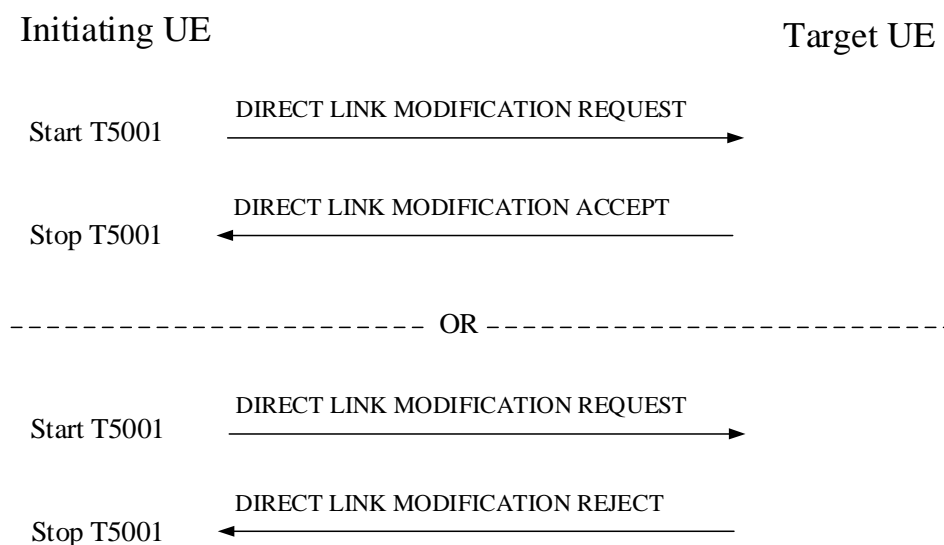 Initiating UE
Target UE
DIRECT LINK MODIFICATION REQUEST
Start T5001
DIRECT LINK MODIFICATION ACCEPT
Stop T5001
OR
DIRECT LINK MODIFICATION REQUEST
Start T5001
DIRECT LINK MODIFICATION REJECT
Stop T5001